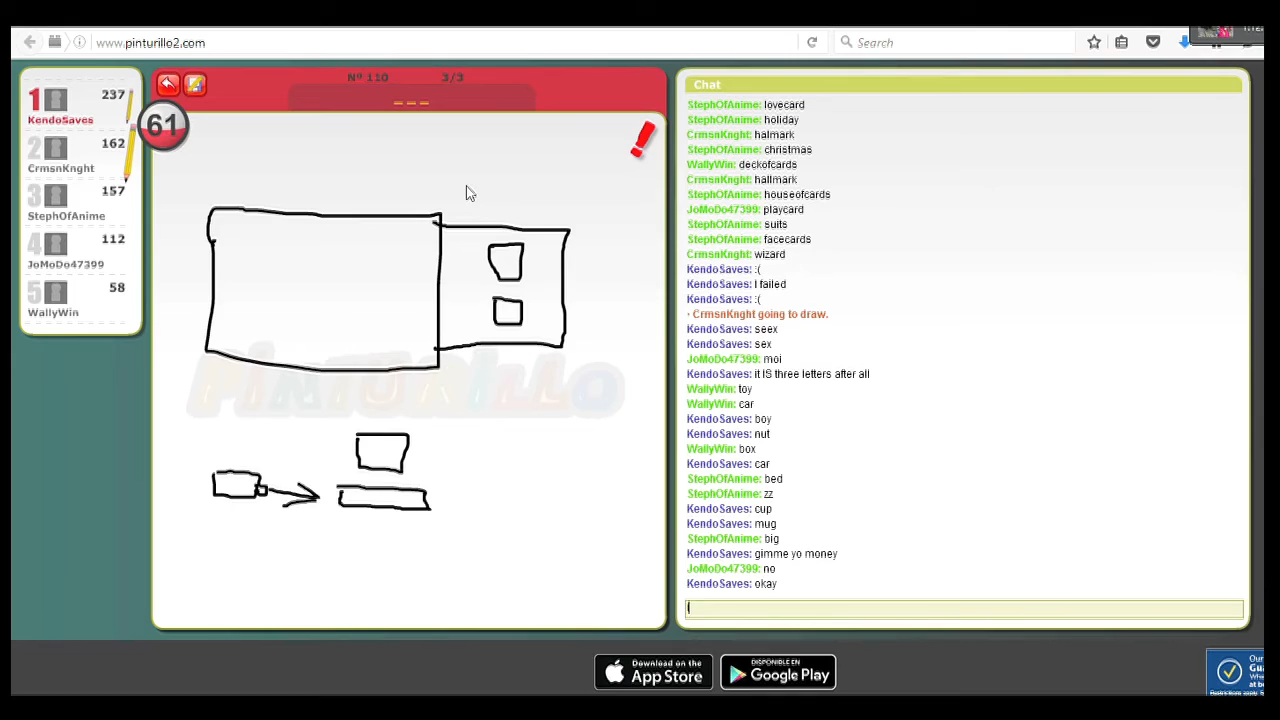 www.pinturillo2.com
Search
1 237
KendoSaves
2 162
CrmsnKnght
3 157
StephOfAnime
4 112
JoMoDo47399
5 58
WallyWin
61
Nº 110 3/3
_ _ _
PINTURILLO
Chat
StephOfAnime: lovecard
StephOfAnime: holiday
CrmsnKnght: halmark
StephOfAnime: christmas
WallyWin: deckofcards
CrmsnKnght: hallmark
StephOfAnime: houseofcards
JoMoDo47399: playcard
StephOfAnime: suits
StephOfAnime: facecards
CrmsnKnght: wizard
KendoSaves: :(
KendoSaves: I failed
KendoSaves: :(
· CrmsnKnght going to draw.
KendoSaves: seex
KendoSaves: sex
JoMoDo47399: moi
KendoSaves: it IS three letters after all
WallyWin: toy
WallyWin: car
KendoSaves: boy
KendoSaves: nut
WallyWin: box
KendoSaves: car
StephOfAnime: bed
StephOfAnime: zz
KendoSaves: cup
KendoSaves: mug
StephOfAnime: big
KendoSaves: gimme yo money
JoMoDo47399: no
KendoSaves: okay
Download on the
App Store
DISPONIBLE EN
Google Play
Our
Gua